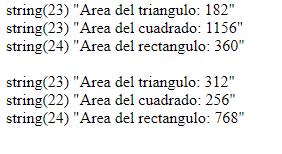 string(23) "Area del triangulo: 182"
string(23) "Area del cuadrado: 1156"
string(24) "Area del rectangulo: 360"
string(23) "Area del triangulo: 312"
string(22) "Area del cuadrado: 256"
string(24) "Area del rectangulo: 768"